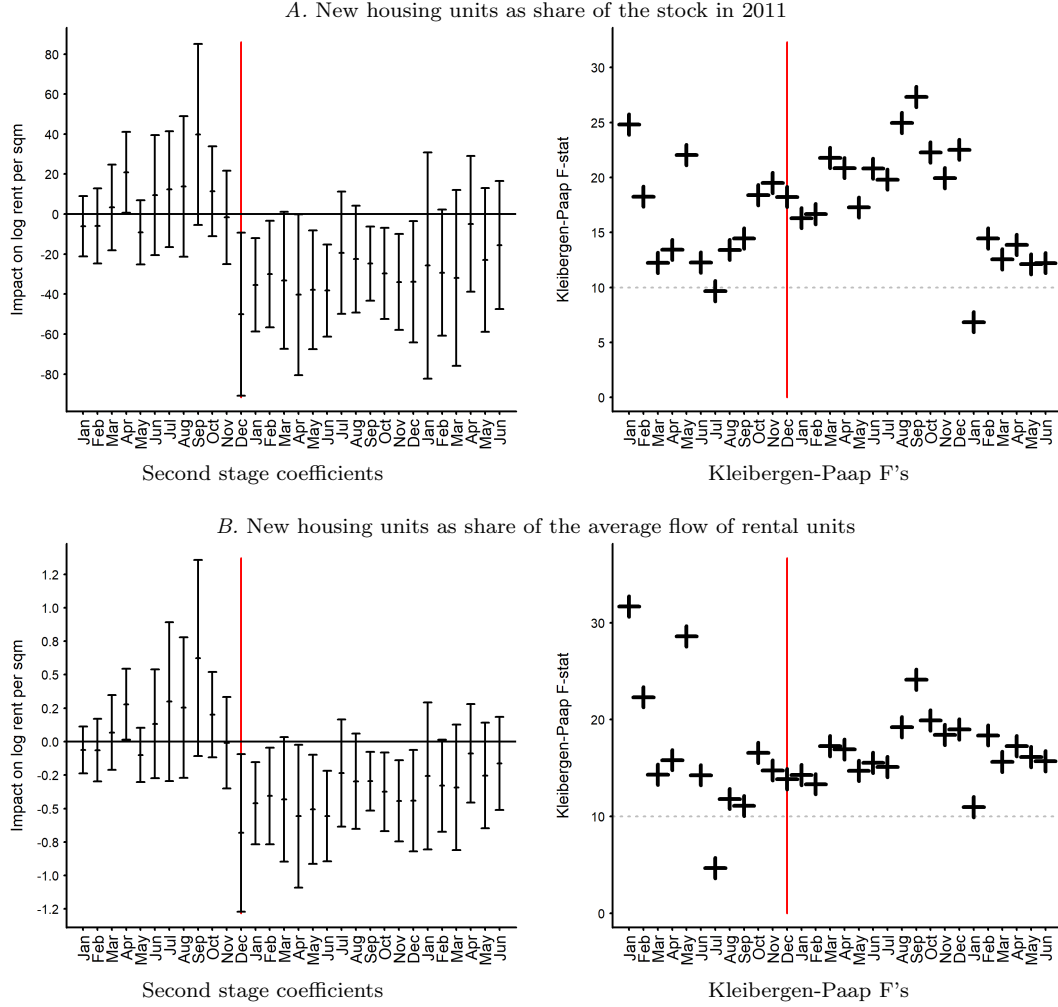 A. New housing units as share of the stock in 2011
Impact on log rent per sqm
80
60
40
20
0
-20
-40
-60
-80
Jan Feb Mar Apr May Jun Jul Aug Sep Oct Nov Dec Jan Feb Mar Apr May Jun Jul Aug Sep Oct Nov Dec Jan Feb Mar Apr May Jun
Second stage coefficients
Kleibergen-Paap F-stat
30
25
20
15
10
5
0
Jan Feb Mar Apr May Jun Jul Aug Sep Oct Nov Dec Jan Feb Mar Apr May Jun Jul Aug Sep Oct Nov Dec Jan Feb Mar Apr May Jun
Kleibergen-Paap F's
B. New housing units as share of the average flow of rental units
Impact on log rent per sqm
1.2
1.0
0.8
0.5
0.2
0.0
-0.2
-0.5
-0.8
-1.0
-1.2
Jan Feb Mar Apr May Jun Jul Aug Sep Oct Nov Dec Jan Feb Mar Apr May Jun Jul Aug Sep Oct Nov Dec Jan Feb Mar Apr May Jun
Second stage coefficients
Kleibergen-Paap F-stat
30
20
10
0
Jan Feb Mar Apr May Jun Jul Aug Sep Oct Nov Dec Jan Feb Mar Apr May Jun Jul Aug Sep Oct Nov Dec Jan Feb Mar Apr May Jun
Kleibergen-Paap F's